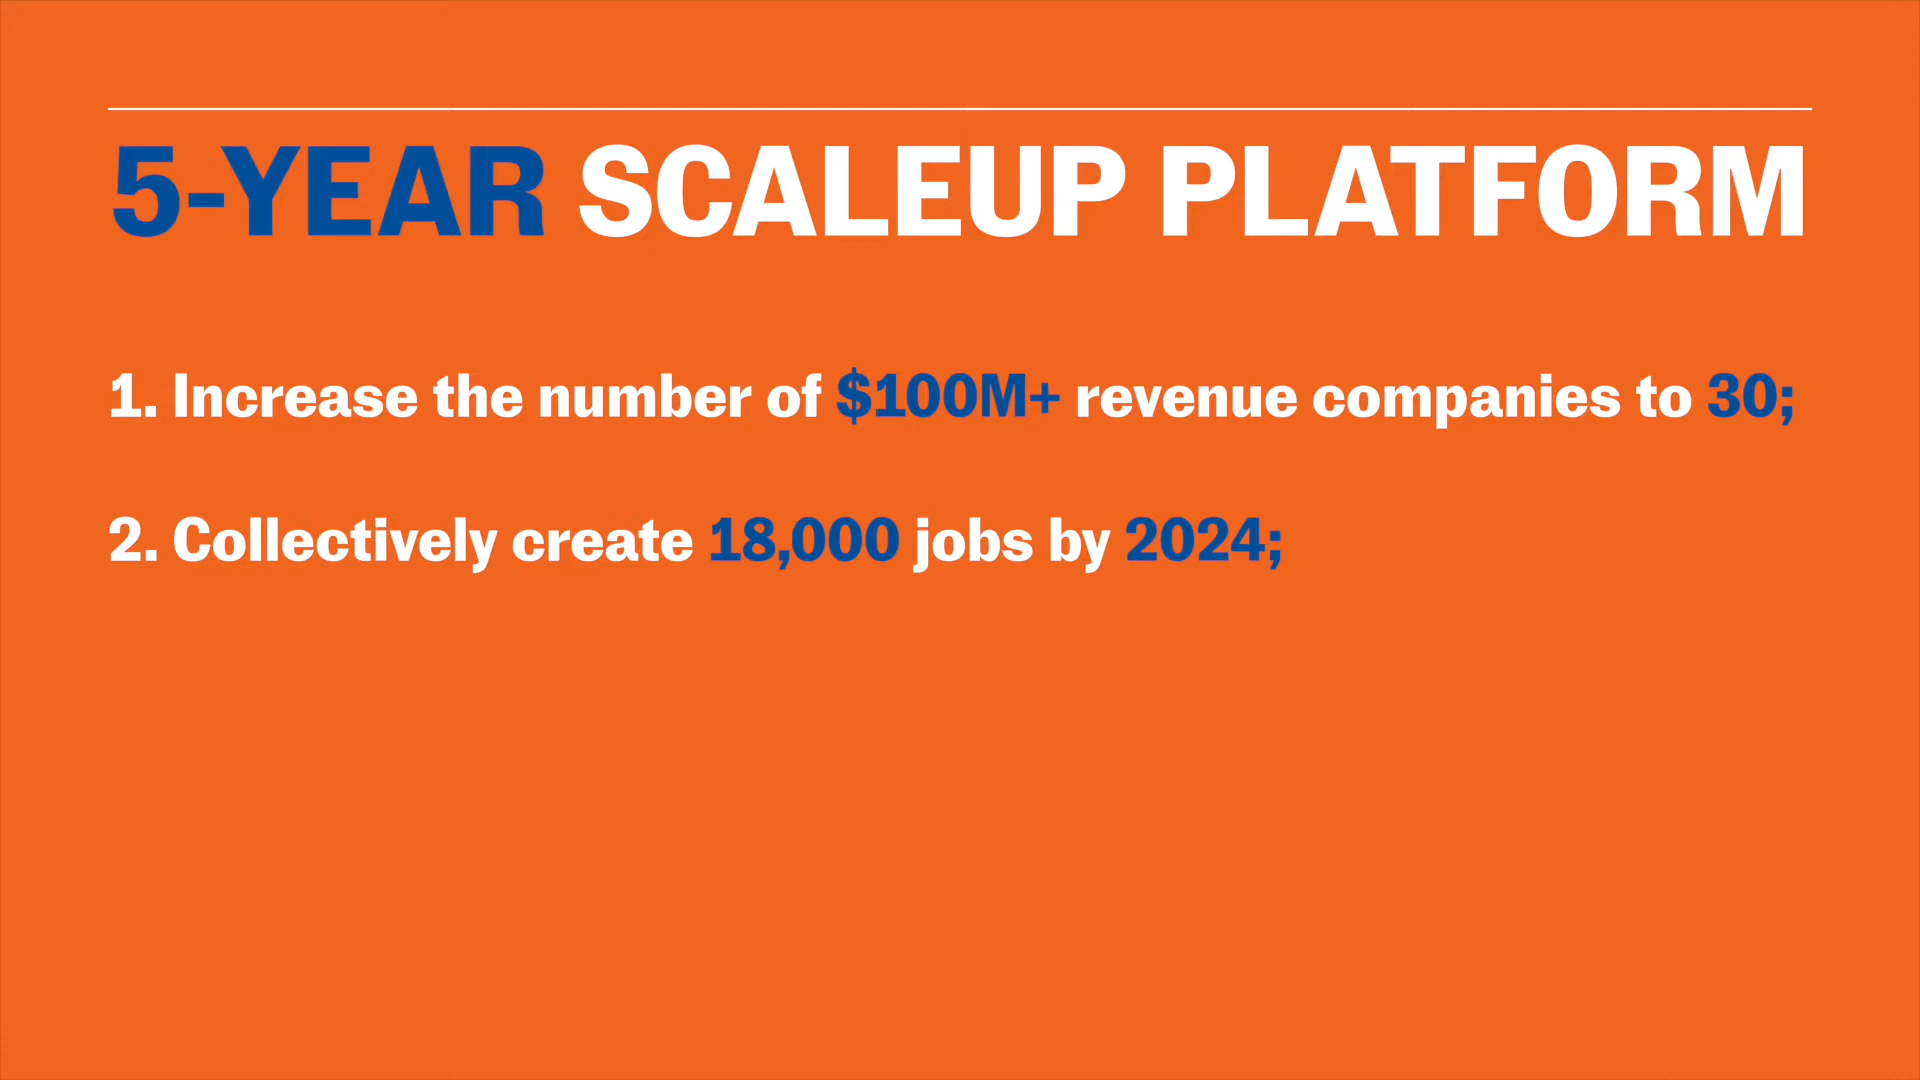 5-YEAR SCALEUP PLATFORM
1. Increase the number of $100M+ revenue companies to 30;
2. Collectively create 18,000 jobs by 2024;